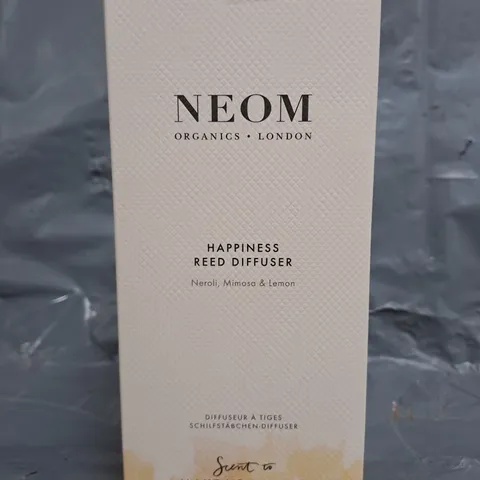 NEOM
ORGANICS • LONDON
HAPPINESS
REED DIFFUSER
Neroli, Mimosa & Lemon
DIFFUSEUR À TIGES
SCHILFSTÄBCHEN-DIFFUSER
Scent to